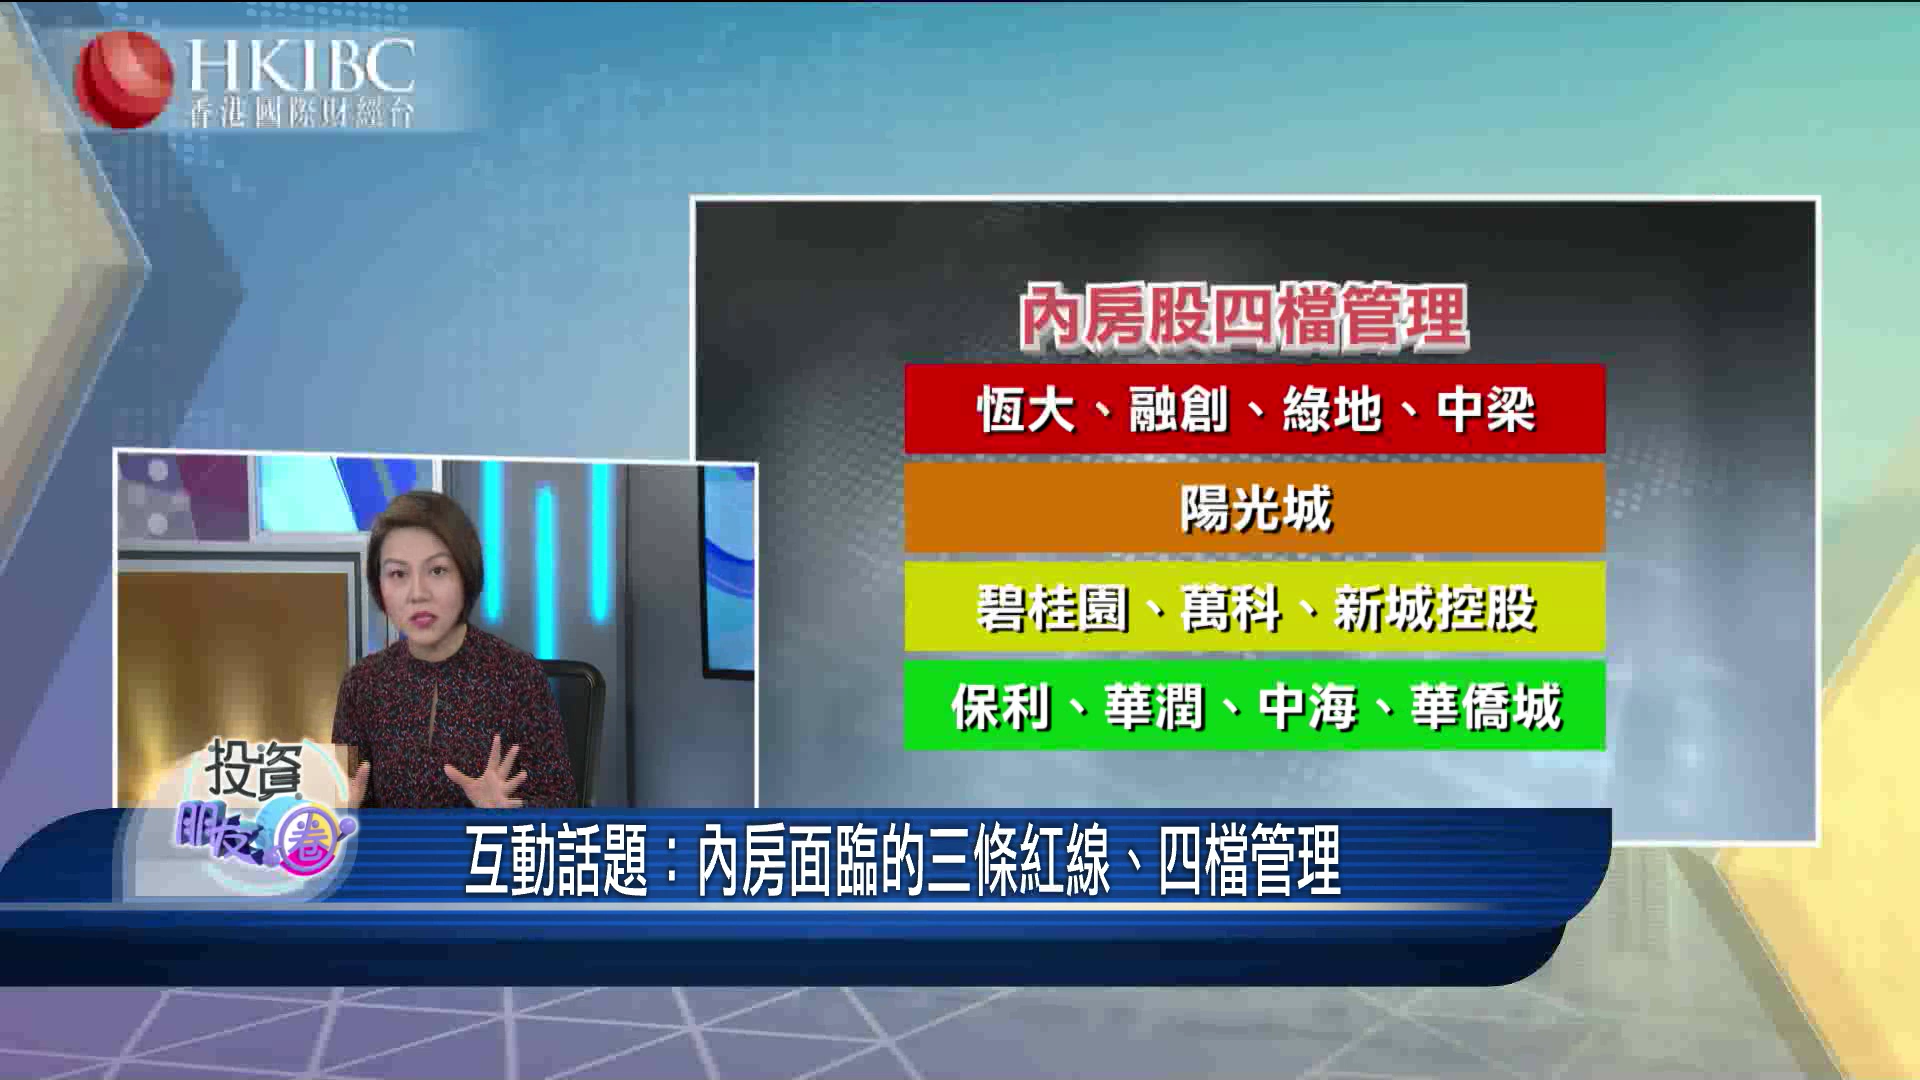 HKIBC
香港國際財經台
內房股四檔管理
恆大、融創、綠地、中梁
陽光城
碧桂園、萬科、新城控股
保利、華潤、中海、華僑城
投資
朋友圈
互動話題：內房面臨的三條紅線、四檔管理